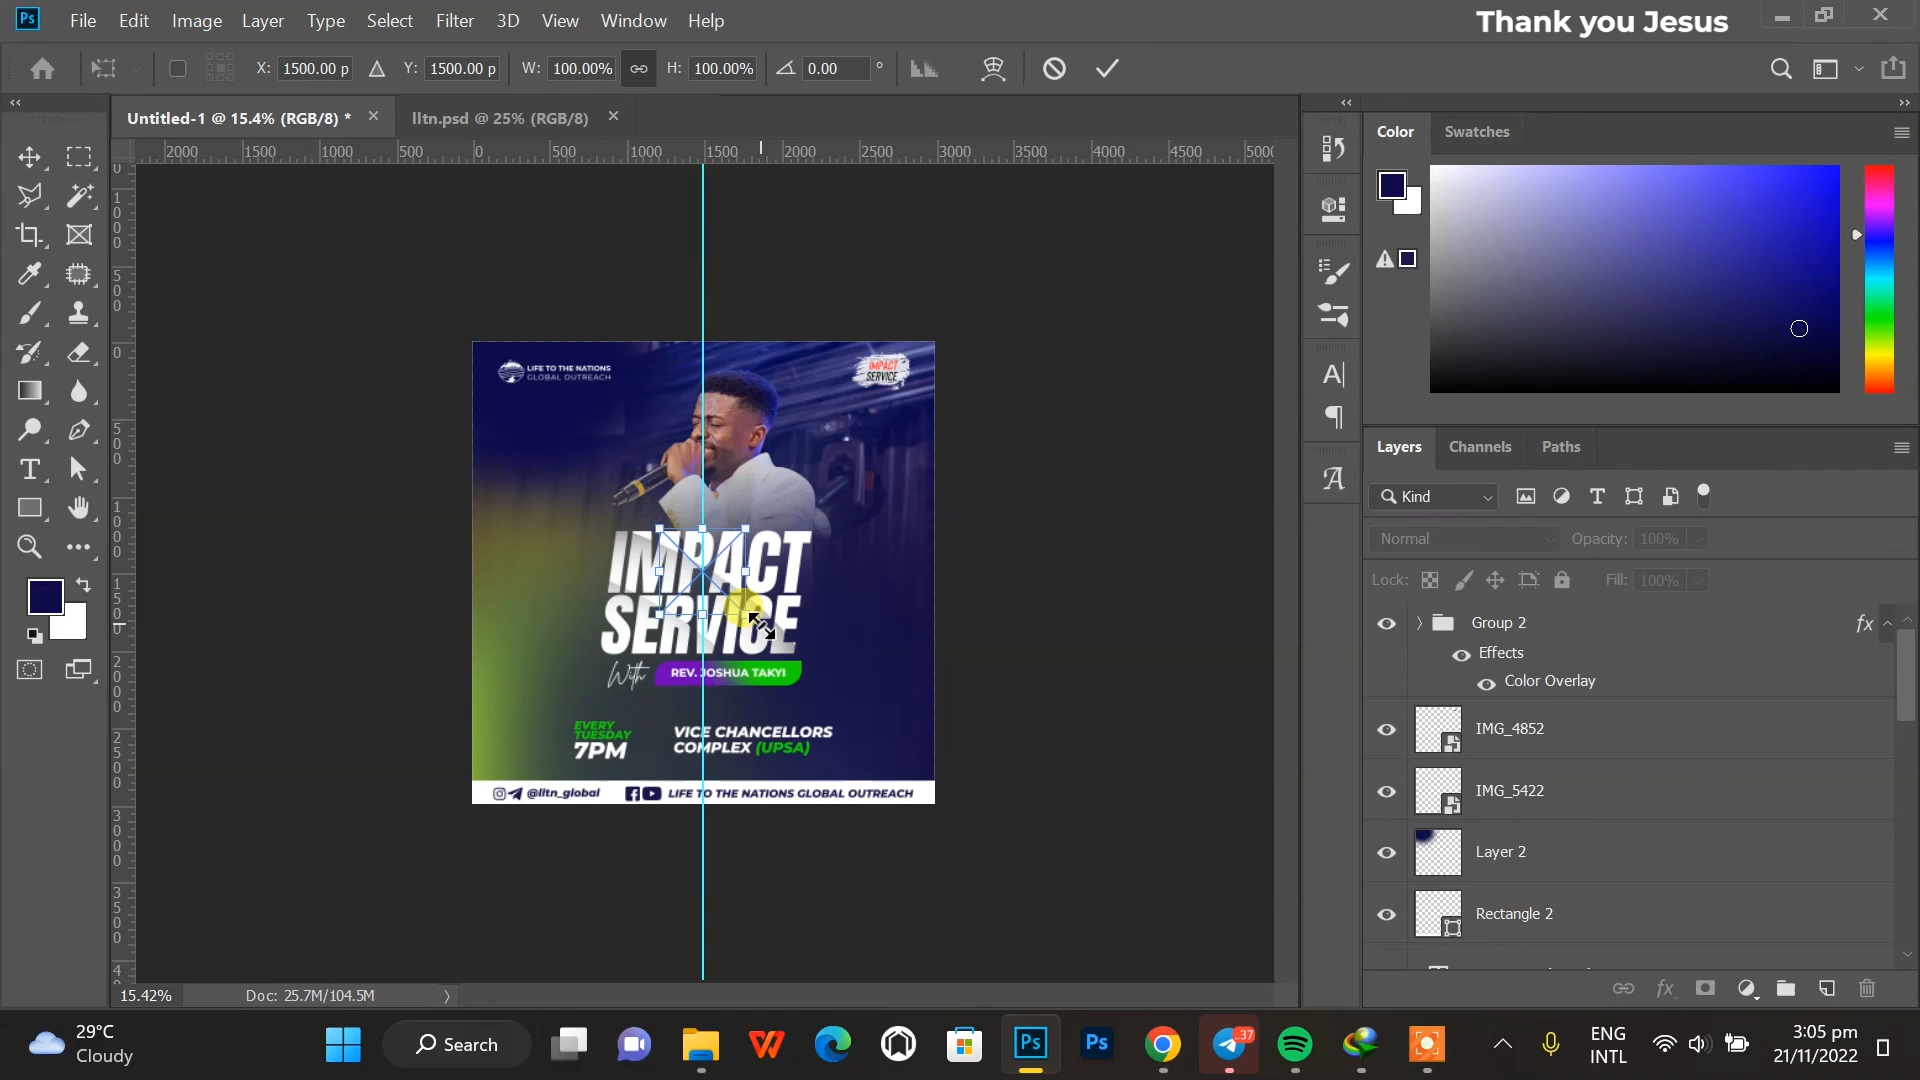 Ps File Edit Image Layer Type Select Filter 3D View Window Help Thank you Jesus
X: 1500.00 p Y: 1500.00 p W: 100.00% H: 100.00% 0.00 °
Untitled-1 @ 15.4% (RGB/8) * lltn.psd @ 25% (RGB/8)
2000 1500 1000 500 0 500 1000 1500 2000 2500 3000 3500 4000 4500 5000
LIFE TO THE NATIONS
GLOBAL OUTREACH
IMPACT
SERVICE
IMPACT
SERVICE
With REV. JOSHUA TAKYI
EVERY
TUESDAY
7PM
VICE CHANCELLORS
COMPLEX (UPSA)
@lltn_global LIFE TO THE NATIONS GLOBAL OUTREACH
15.42% Doc: 25.7M/104.5M
Color Swatches
Layers Channels Paths
Kind
Normal Opacity: 100%
Lock: Fill: 100%
Group 2 fx
Effects
Color Overlay
IMG_4852
IMG_5422
Layer 2
Rectangle 2
29°C
Cloudy
Search
Ps
Ps
..37
ENG
INTL
3:05 pm
21/11/2022